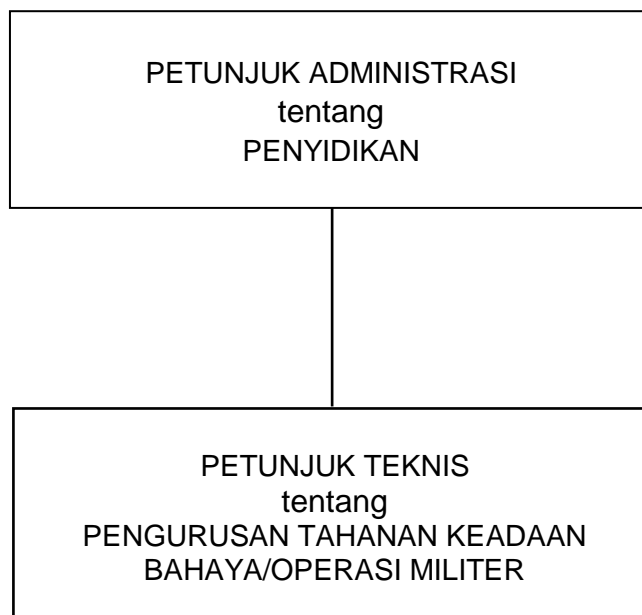 PETUNJUK ADMINISTRASI
tentang
PENYIDIKAN
PETUNJUK TEKNIS
tentang
PENGURUSAN TAHANAN KEADAAN
BAHAYA/OPERASI MILITER